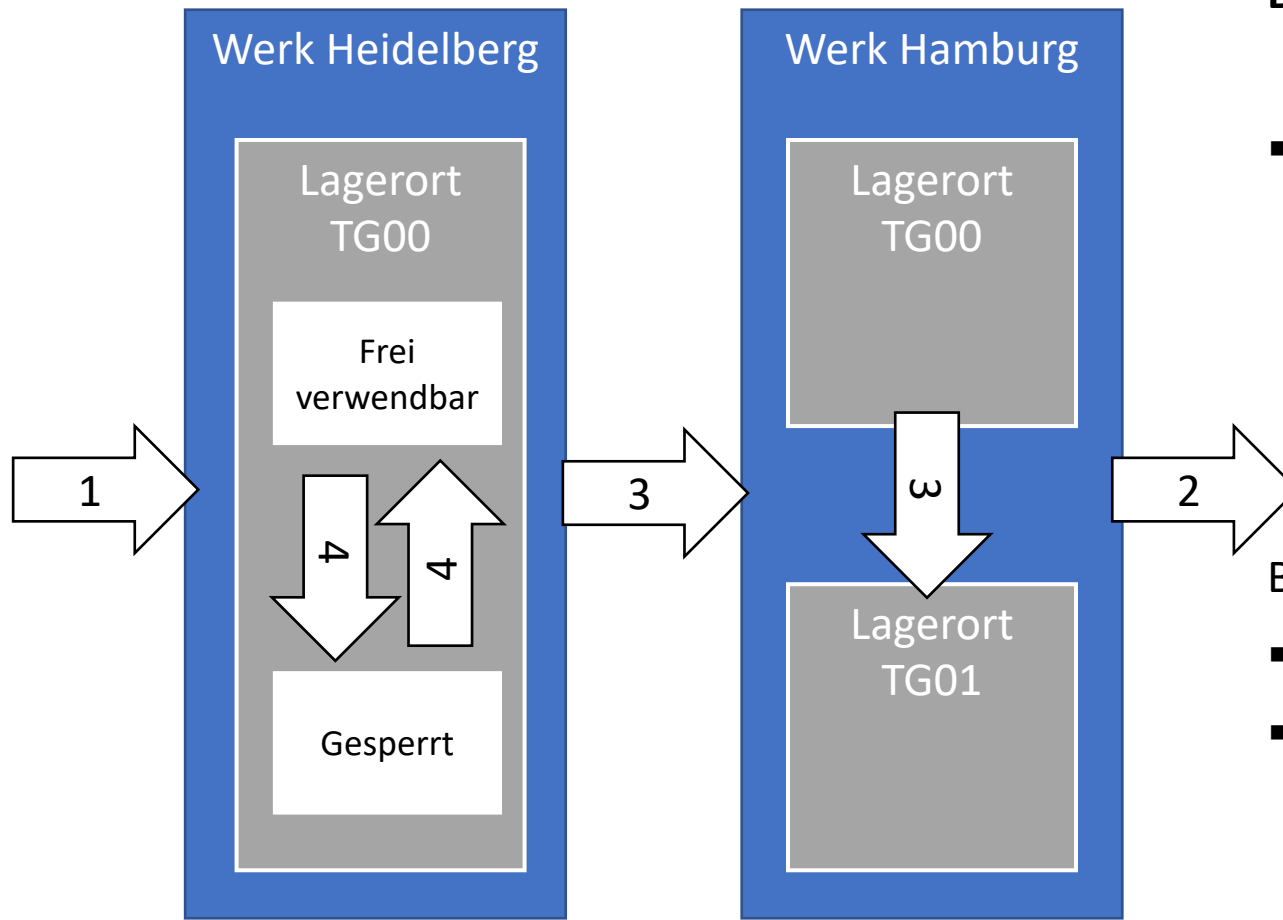 Werk Heidelberg
Lagerort
TG00
Frei
verwendbar
4
4
Gesperrt
1
3
Werk Hamburg
Lagerort
TG00
3
Lagerort
TG01
2